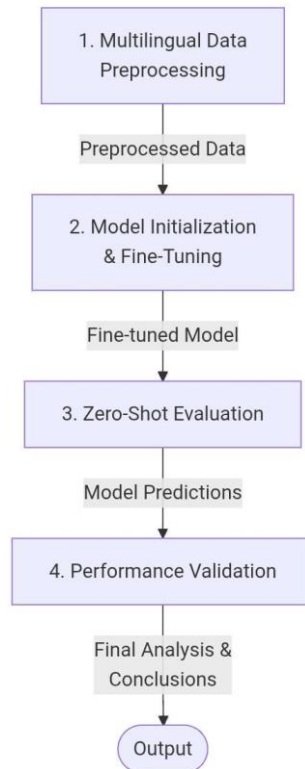 1. Multilingual Data
Preprocessing
Preprocessed Data
2. Model Initialization
& Fine-Tuning
Fine-tuned Model
3. Zero-Shot Evaluation
Model Predictions
4. Performance Validation
Final Analysis &
Conclusions
Output